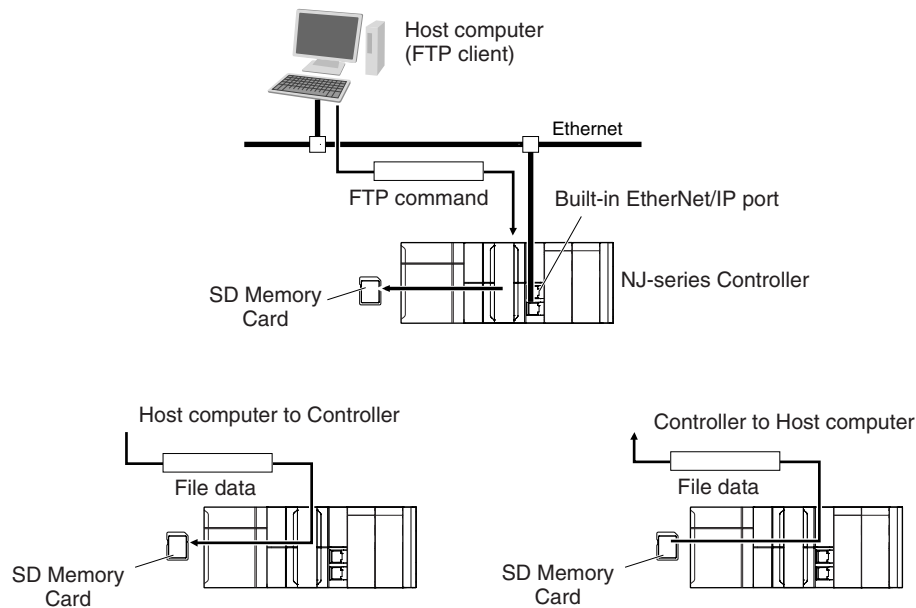 Host computer
(FTP client)
Ethernet
FTP command
Built-in EtherNet/IP port
NJ-series Controller
SD Memory
Card
Host computer to Controller
File data
SD Memory
Card
Controller to Host computer
File data
SD Memory
Card